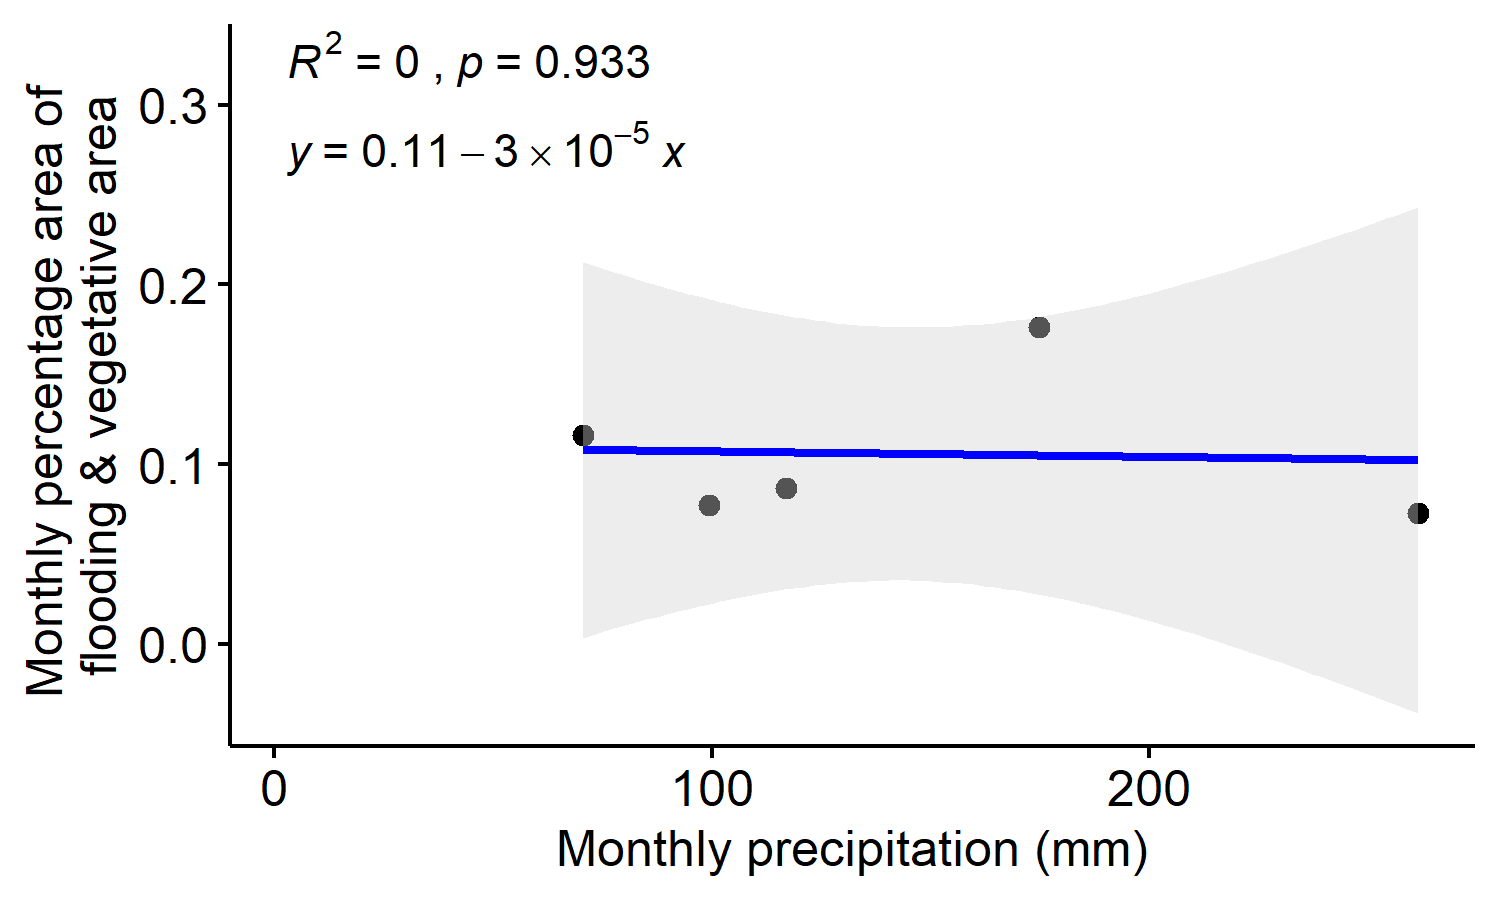 R² = 0 , p = 0.933
y = 0.11 − 3 × 10⁻⁵ x
Monthly percentage area of
flooding & vegetative area
0.3
0.2
0.1
0.0
0
100
200
Monthly precipitation (mm)